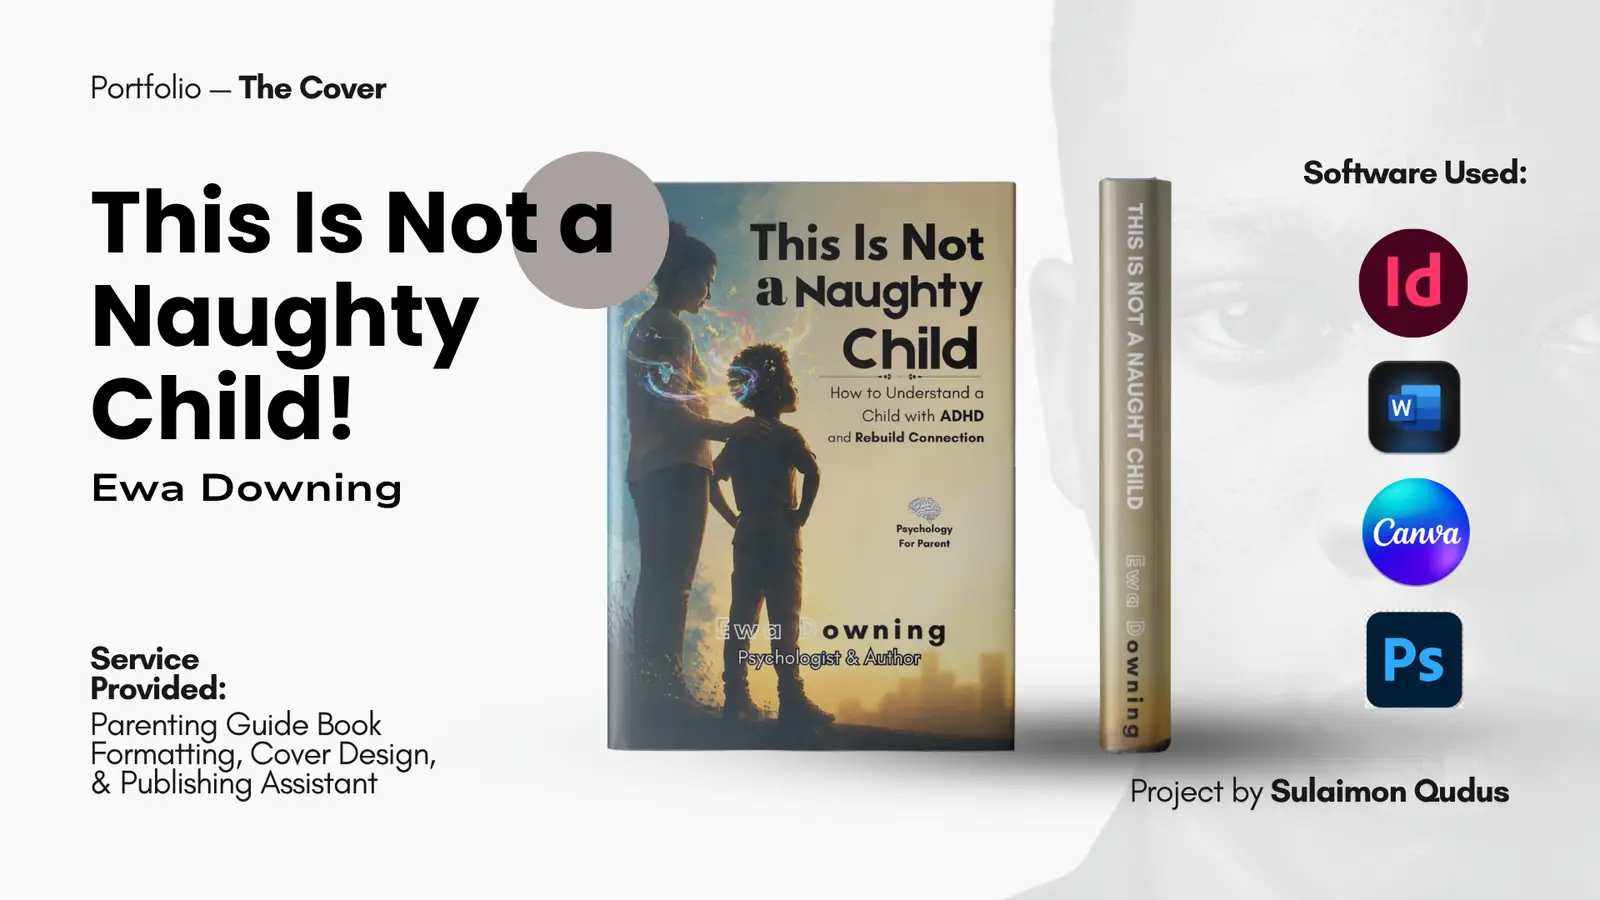 Portfolio — The Cover
This Is Not a
Naughty
Child!
Ewa Downing
Service
Provided:
Parenting Guide Book
Formatting, Cover Design,
& Publishing Assistant
This Is Not
a Naughty
Child
How to Understand a
Child with ADHD
and Rebuild Connection
Psychology
For Parent
Ewa Downing
Psychologist & Author
THIS IS NOT A NAUGHT CHILD
Ewa Downing
Software Used:
Id
W
Canva
Ps
Project by Sulaimon Qudus